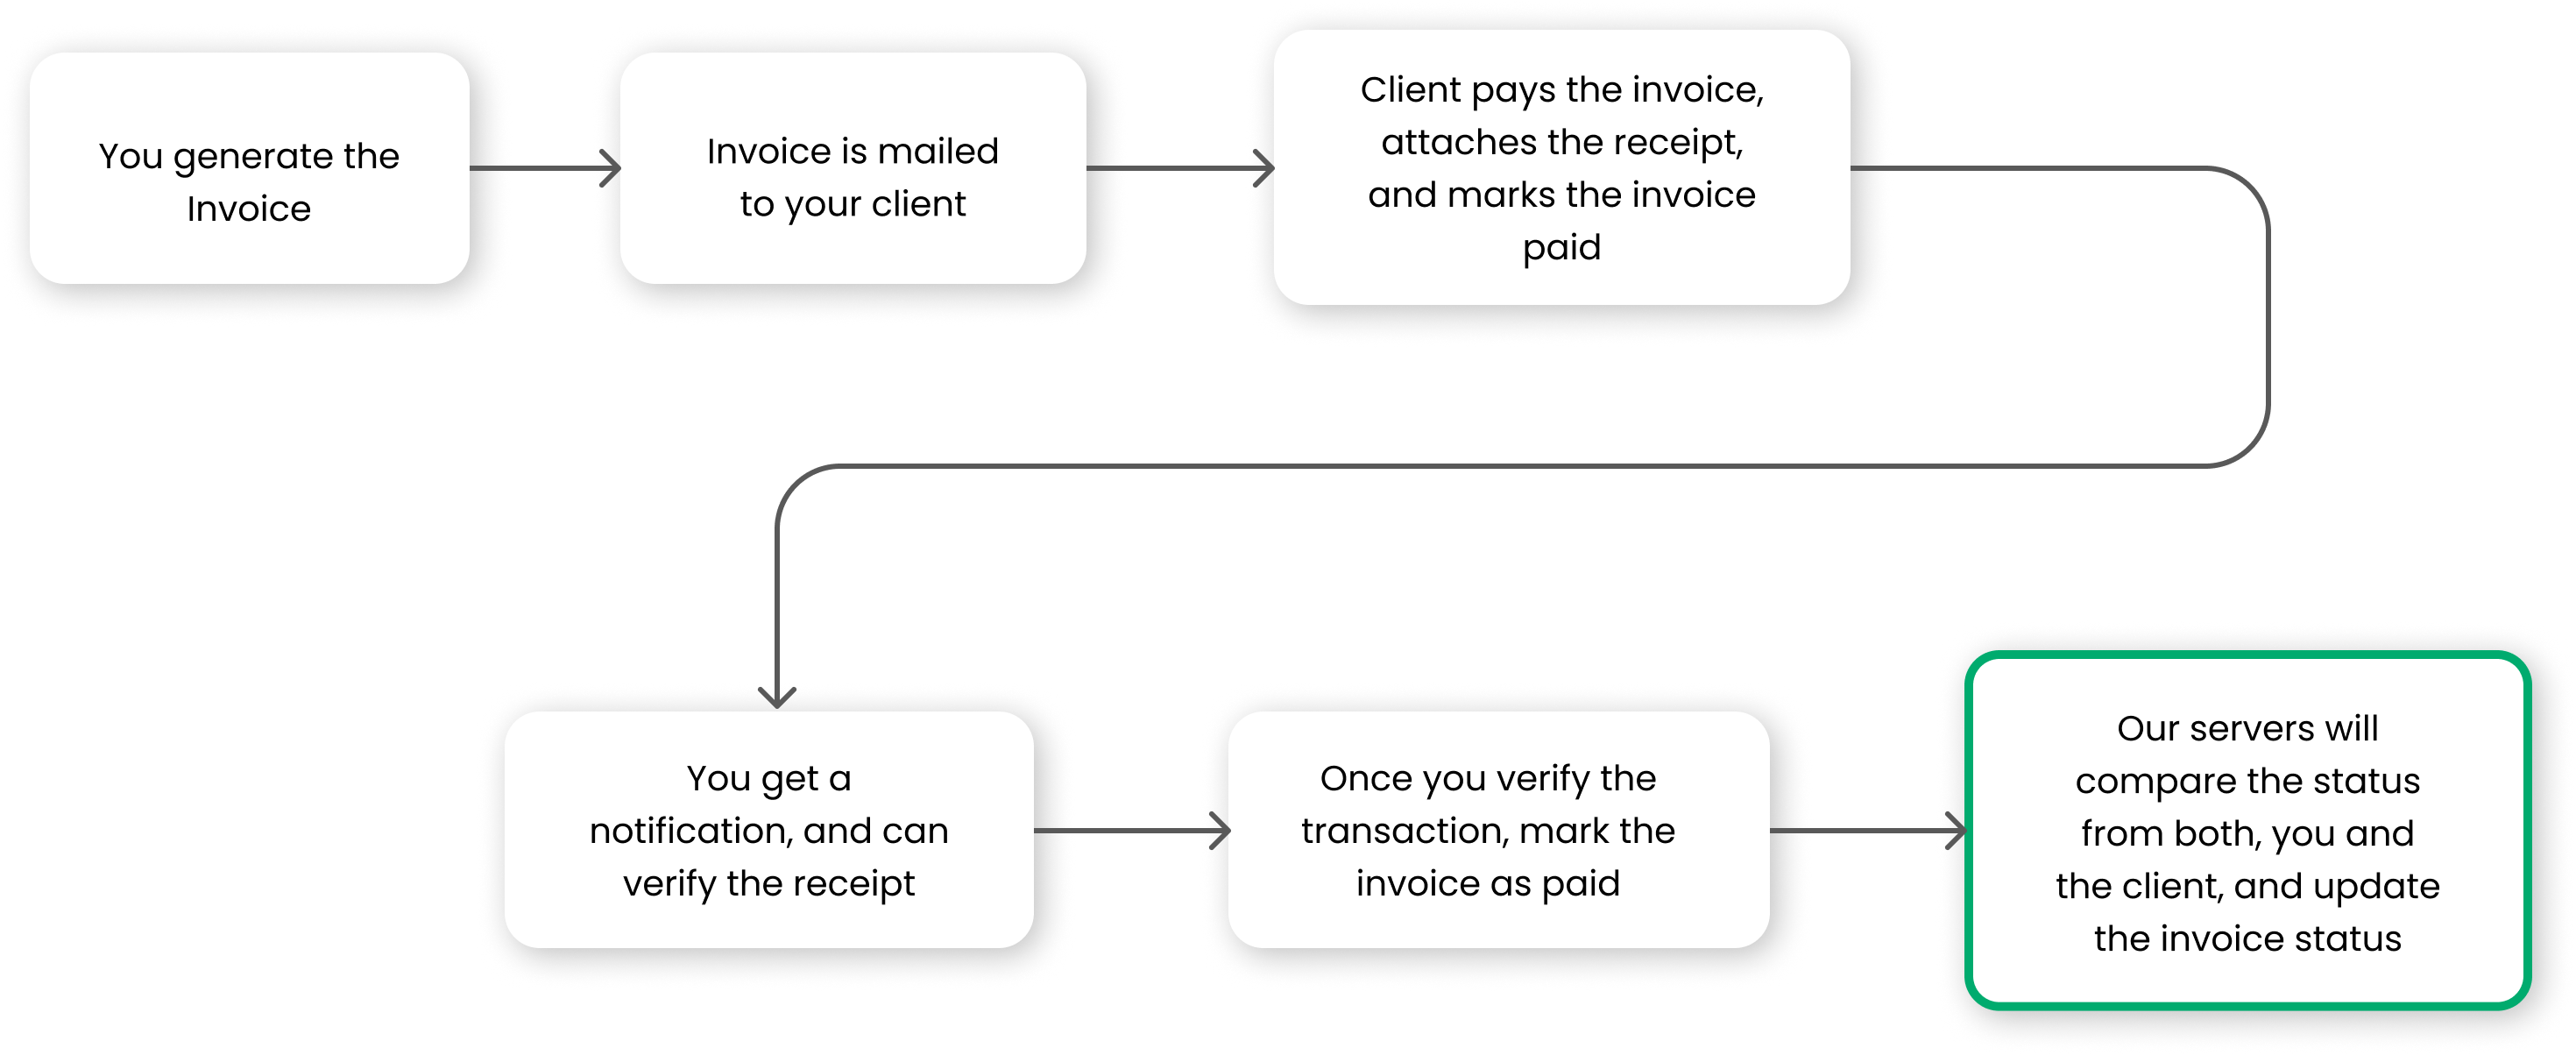 You generate the
Invoice
Invoice is mailed
to your client
Client pays the invoice,
attaches the receipt,
and marks the invoice
paid
You get a
notification, and can
verify the receipt
Once you verify the
transaction, mark the
invoice as paid
Our servers will
compare the status
from both, you and
the client, and update
the invoice status